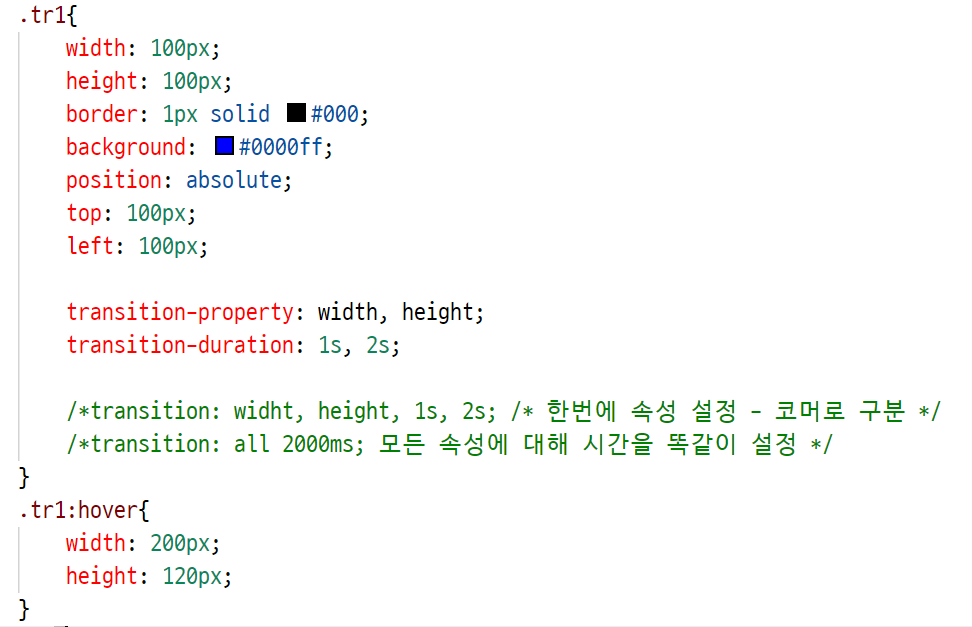 .tr1{
width: 100px;
height: 100px;
border: 1px solid #000;
background: #0000ff;
position: absolute;
top: 100px;
left: 100px;
transition-property: width, height;
transition-duration: 1s, 2s;
/*transition: widht, height, 1s, 2s; /* 한번에 속성 설정 - 코머로 구분 */
/*transition: all 2000ms; 모든 속성에 대해 시간을 똑같이 설정 */
}
.tr1:hover{
width: 200px;
height: 120px;
}